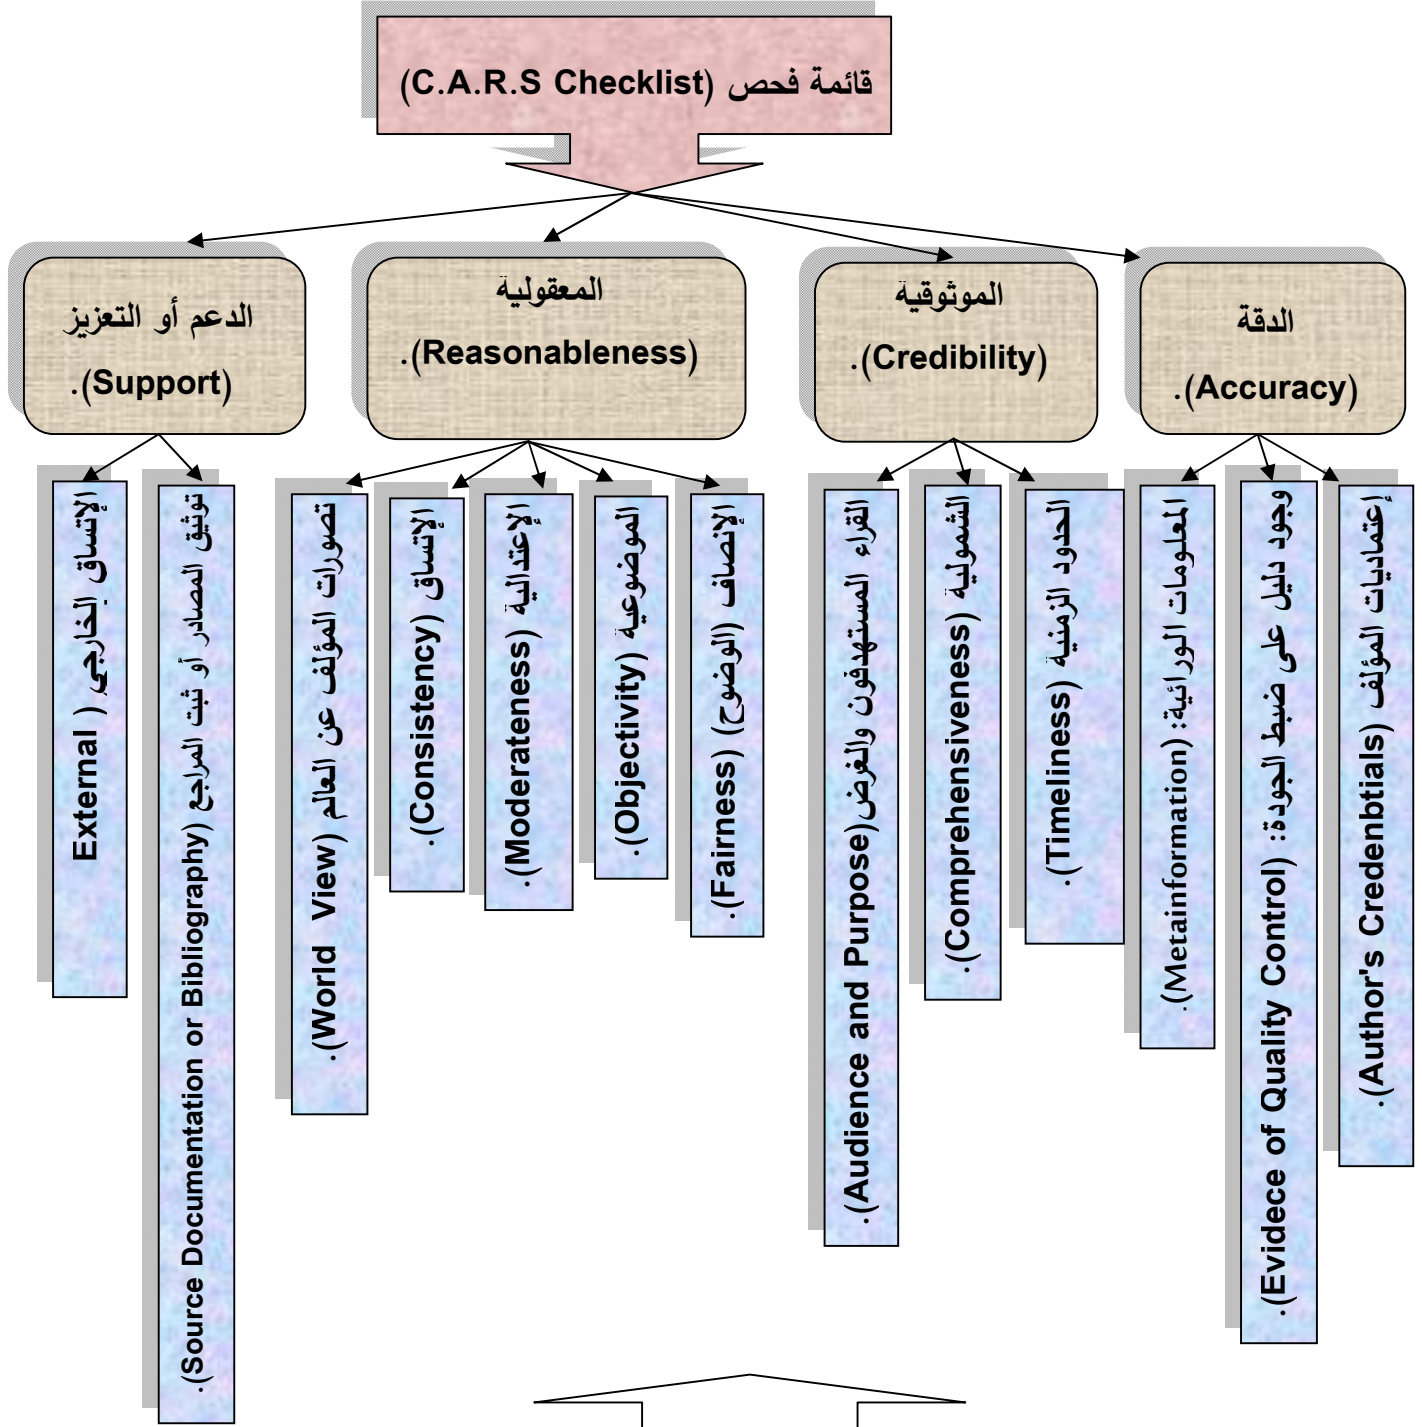 قائمة فحص (C.A.R.S Checklist)
الدقة
(Accuracy).
الموثوقية
(Credibility).
المعقولية
(Reasonableness).
الدعم أو التعزيز
(Support).
إعتماديات المؤلف (Author's Credenbtials).
وجود دليل على ضبط الجودة: (Evidece of Quality Control).
المعلومات الورائية: (Metainformation).
الحدود الزمنية (Timeliness).
الشمولية (Comprehensiveness).
القراء المستهدفون والغرض(Audience and Purpose).
الإنصاف (الوضوح) (Fairness).
الموضوعية (Objectivity).
الإعتدالية (Moderateness).
الإتساق (Consistency).
تصورات المؤلف عن العالم (World View).
توثيق المصادر أو ثبت المراجع (Source Documentation or Bibliography).
الإتساق الخارجي ( External